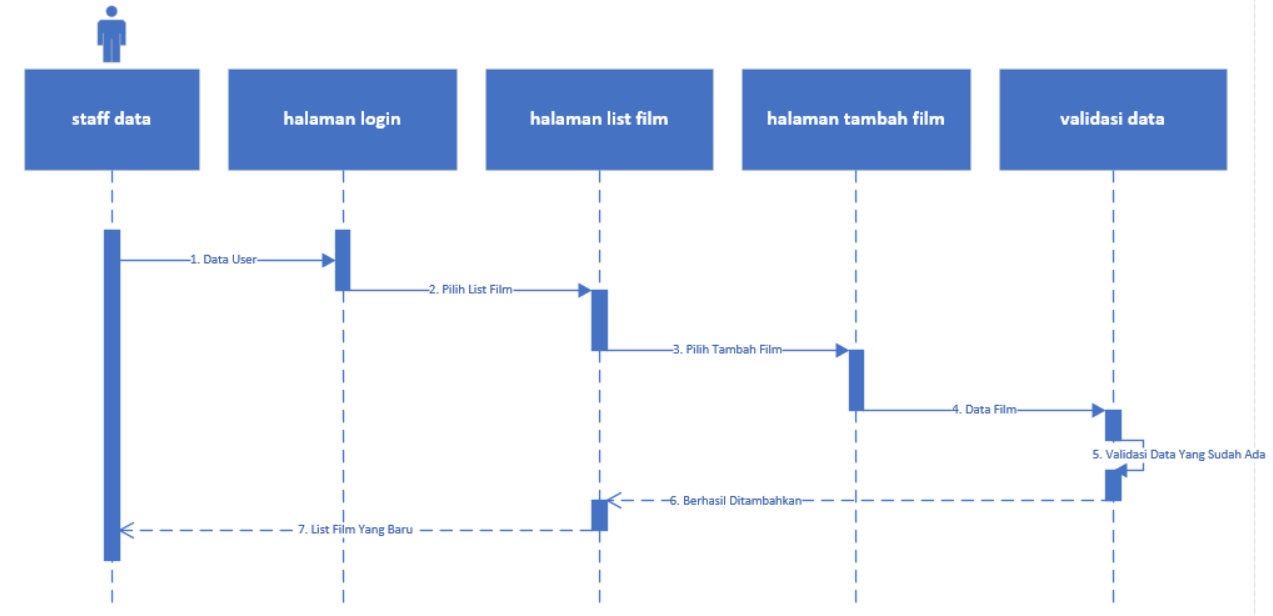 staff data
halaman login
halaman list film
halaman tambah film
validasi data
1. Data User
2. Pilih List Film
3. Pilih Tambah Film
4. Data Film
5. Validasi Data Yang Sudah Ada
6. Berhasil Ditambahkan
7. List Film Yang Baru